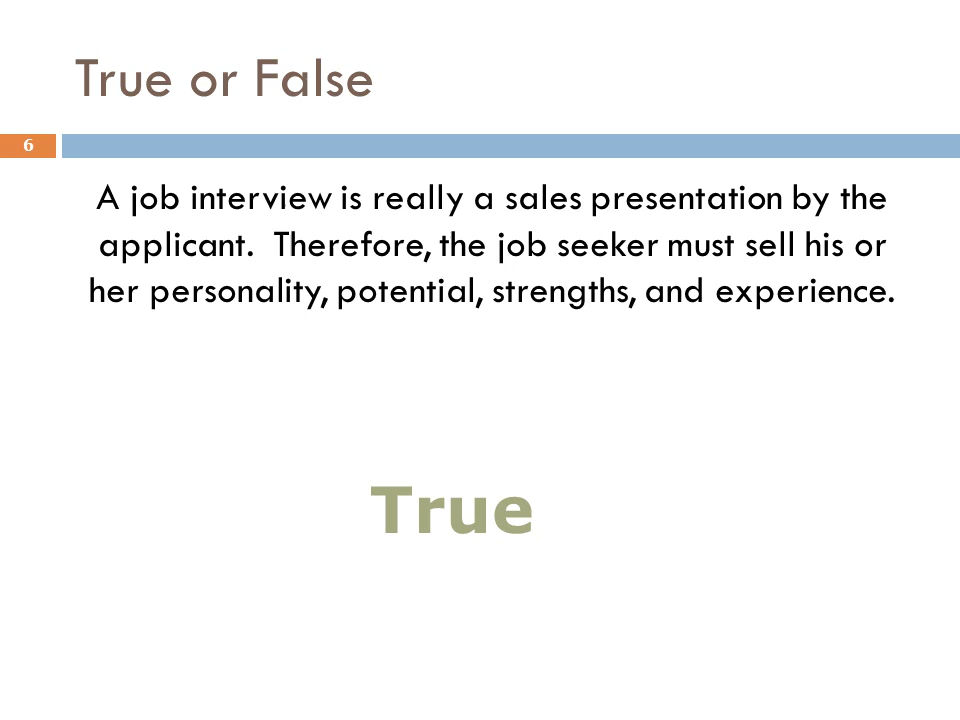 True or False
6
A job interview is really a sales presentation by the
applicant.  Therefore, the job seeker must sell his or
her personality, potential, strengths, and experience.
True